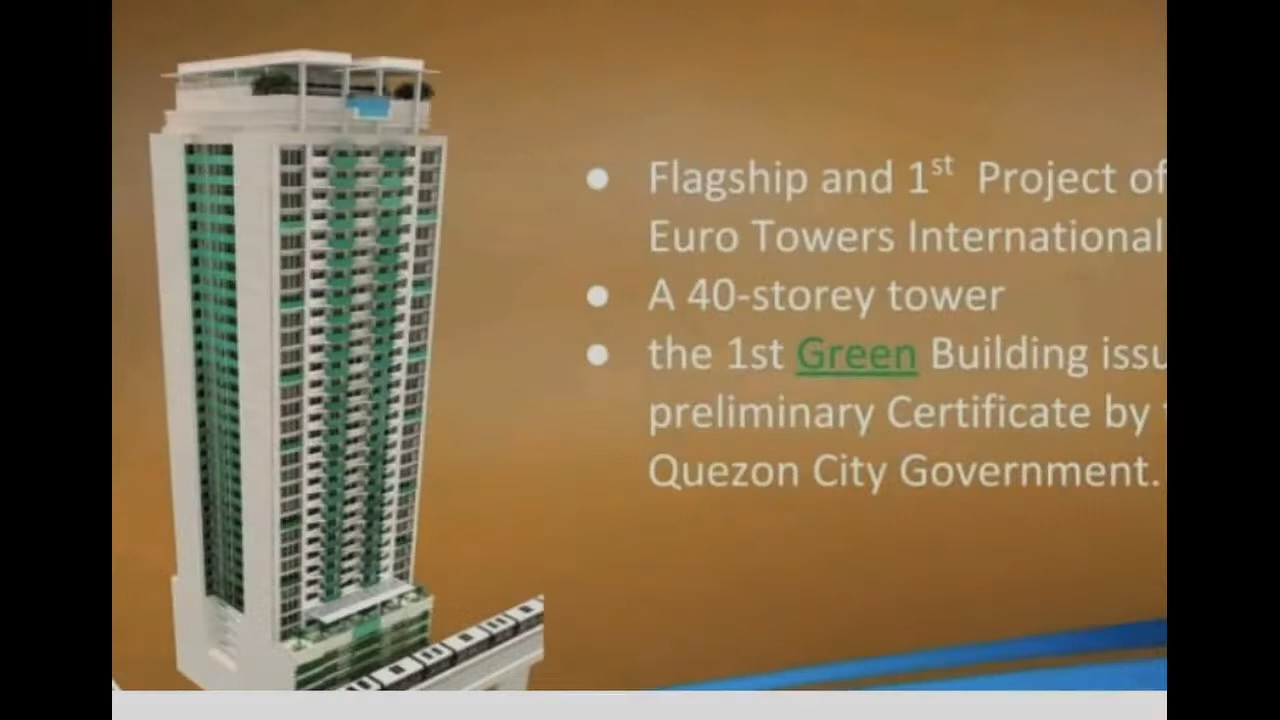 Flagship and 1st Project of
Euro Towers International
A 40-storey tower
the 1st Green Building issu
preliminary Certificate by
Quezon City Government.